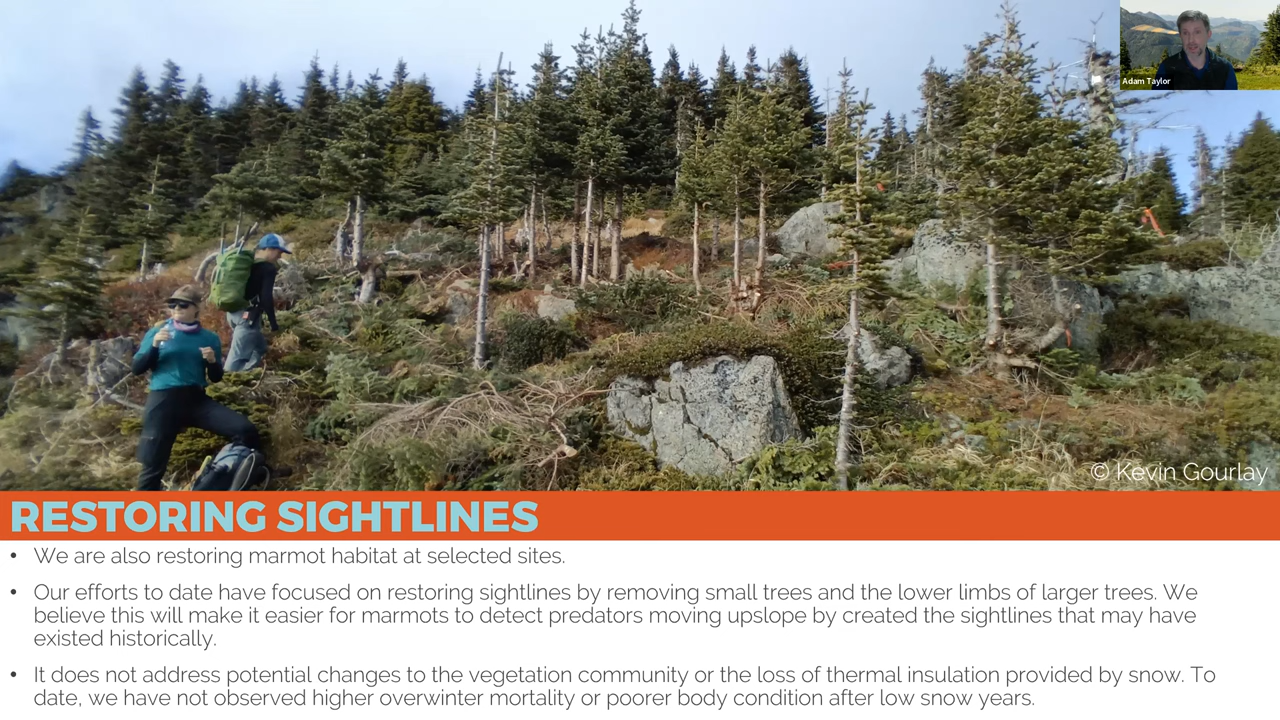 Adam Taylor
© Kevin Gourlay
RESTORING SIGHTLINES
• We are also restoring marmot habitat at selected sites.
• Our efforts to date have focused on restoring sightlines by removing small trees and the lower limbs of larger trees. We
believe this will make it easier for marmots to detect predators moving upslope by created the sightlines that may have
existed historically.
• It does not address potential changes to the vegetation community or the loss of thermal insulation provided by snow. To
date, we have not observed higher overwinter mortality or poorer body condition after low snow years.